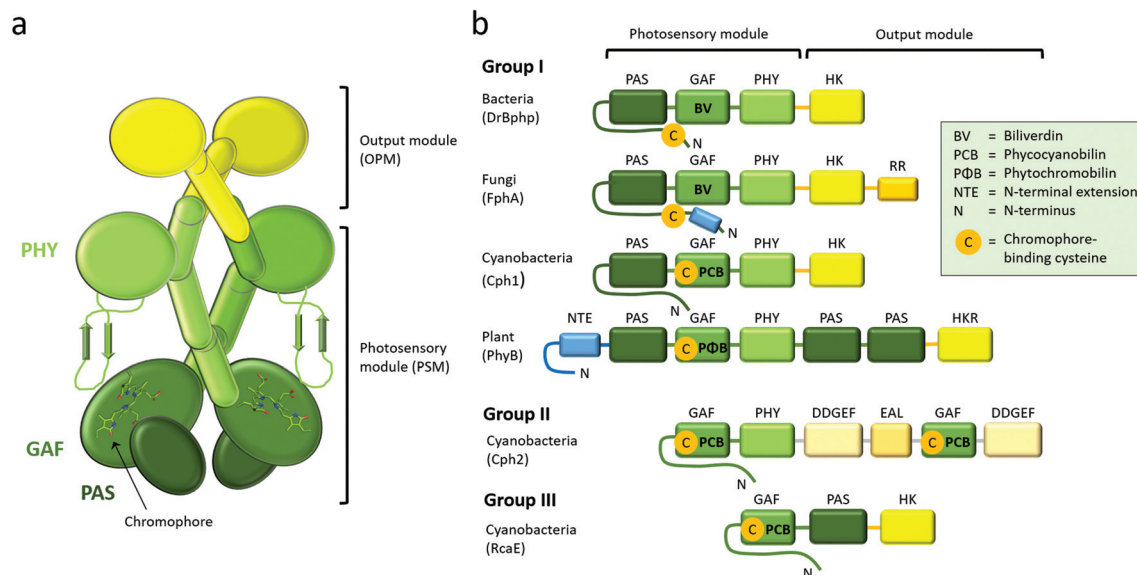 a
Output module
(OPM)
PHY
Photosensory
module (PSM)
GAF
PAS
Chromophore
b
Photosensory module
Output module
Group I
PAS
GAF
PHY
HK
Bacteria
(DrBphp)
BV
C
N
PAS
GAF
PHY
HK
RR
Fungi
(FphA)
BV
C
N
PAS
GAF
PHY
HK
Cyanobacteria
(Cph1)
C
PCB
N
NTE
PAS
GAF
PHY
PAS
PAS
HKR
Plant
(PhyB)
C
PΦB
N
Group II
GAF
PHY
DDGEF
EAL
GAF
DDGEF
Cyanobacteria
(Cph2)
C
PCB
C
PCB
N
Group III
GAF
PAS
HK
Cyanobacteria
(RcaE)
C
PCB
N
BV = Biliverdin
PCB = Phycocyanobilin
PΦB = Phytochromobilin
NTE = N-terminal extension
N = N-terminus
C = Chromophore-
binding cysteine